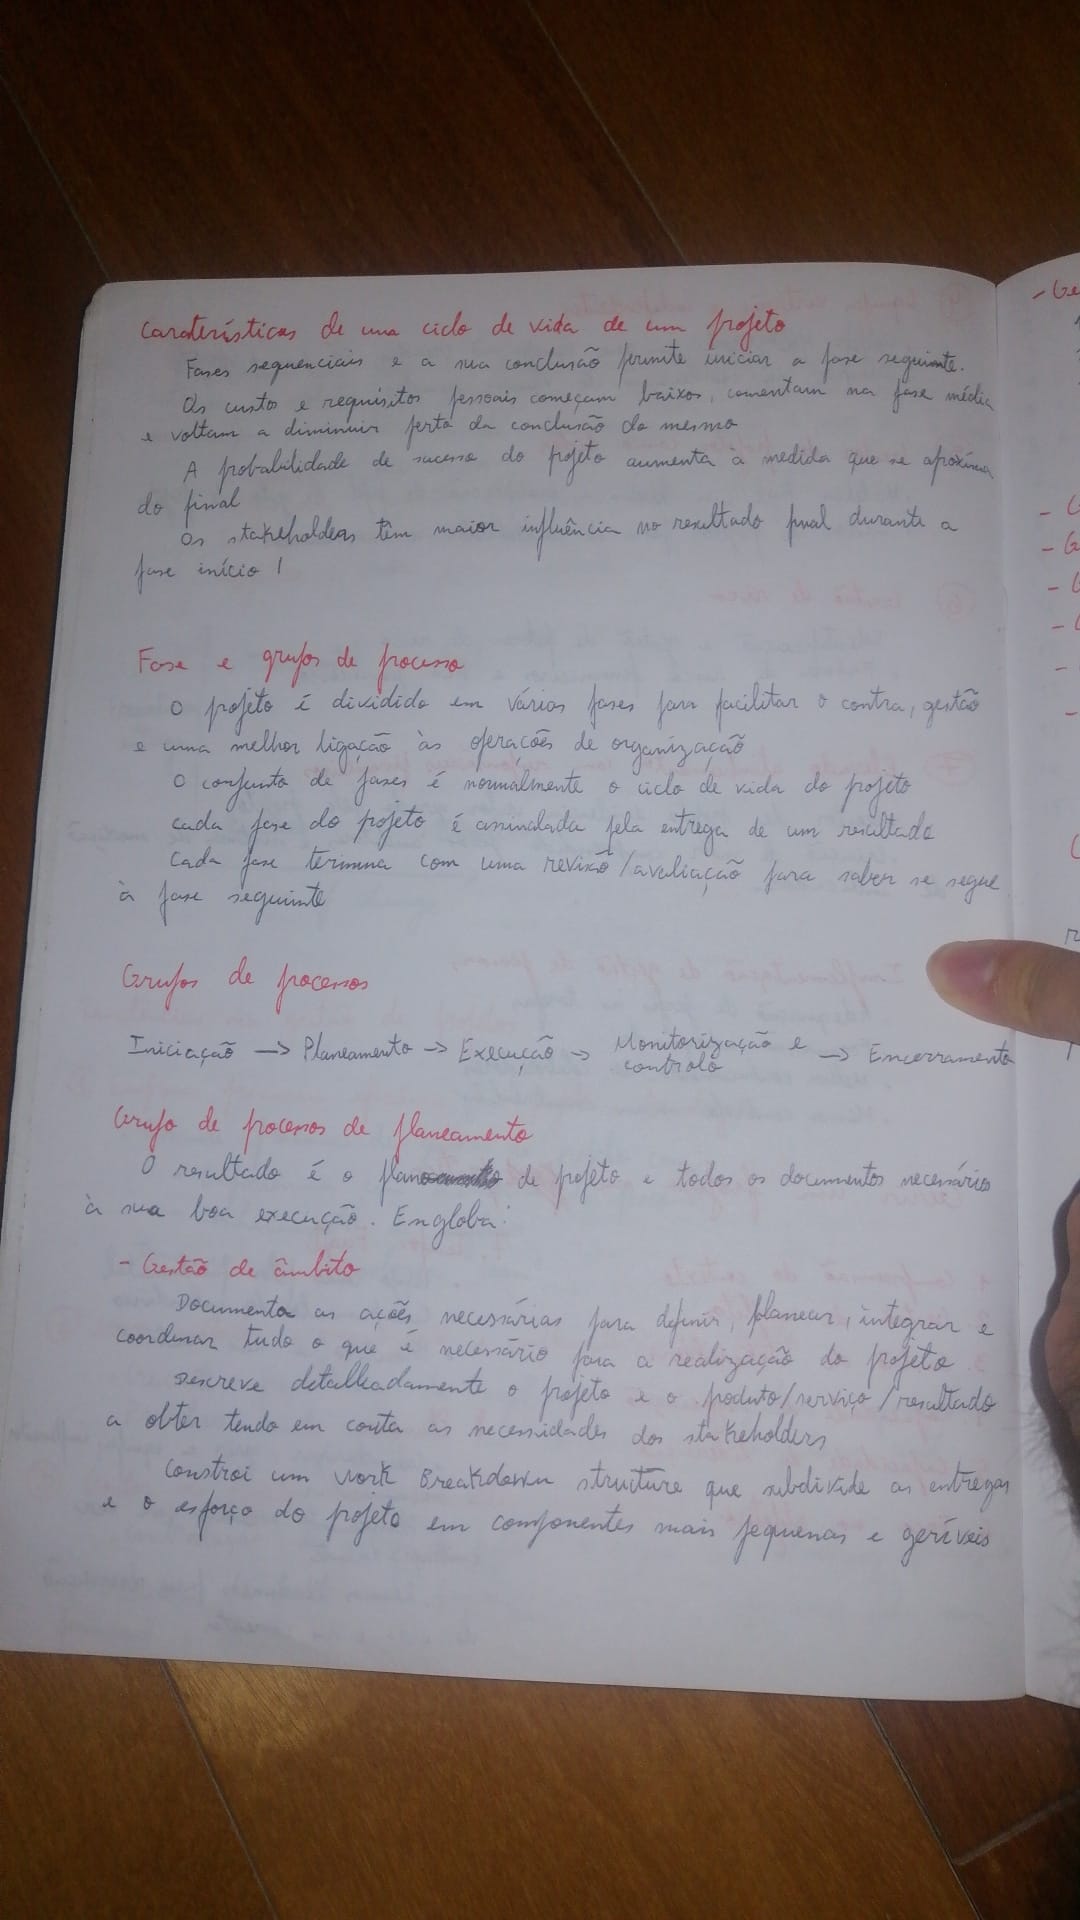 Caraterísticas de uma ciclo de vida de um projeto
Fases sequenciais e a sua conclusão permite iniciar a fase seguinte.
Os custos e requisitos pessoais começam baixos, aumentam na fase média
e voltam a diminuir perto da conclusão do mesmo
A probabilidade de sucesso do projeto aumenta à medida que se aproxima
do final
Os stakeholders têm maior influência no resultado final durante a
fase início !
Fase e grupos de processo
O projeto é dividido em várias fases para facilitar o contra, gestão
e uma melhor ligação às operações de organização
O conjunto de fases é normalmente o ciclo de vida do projeto
cada fase do projeto é assinalada pela entrega de um resultado
Cada fase termina com uma revisão/avaliação para saber se segue
à fase seguinte
Grupos de processos
Iniciação -> Planeamento -> Execução -> Monitorização e controlo -> Encerramento
Grupo de processos de planeamento
O resultado é o plano de projeto e todos os documentos necessários
à sua boa execução. Engloba:
- Gestão de âmbito
Documenta as ações necessárias para definir, planear, integrar e
coordenar tudo o que é necessário para a realização do projeto.
Descreve detalhadamente o projeto e o produto/serviço/resultado
a obter tendo em conta as necessidades dos stakeholders
Constroi um Work Breakdown structure que subdivide as entregas
e o esforço do projeto em componentes mais pequenas e geríveis